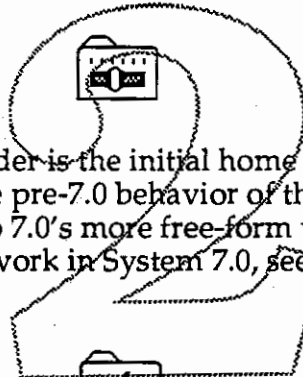 der is the initial home
e pre-7.0 behavior of th
o 7.0's more free-form
work in System 7.0, see